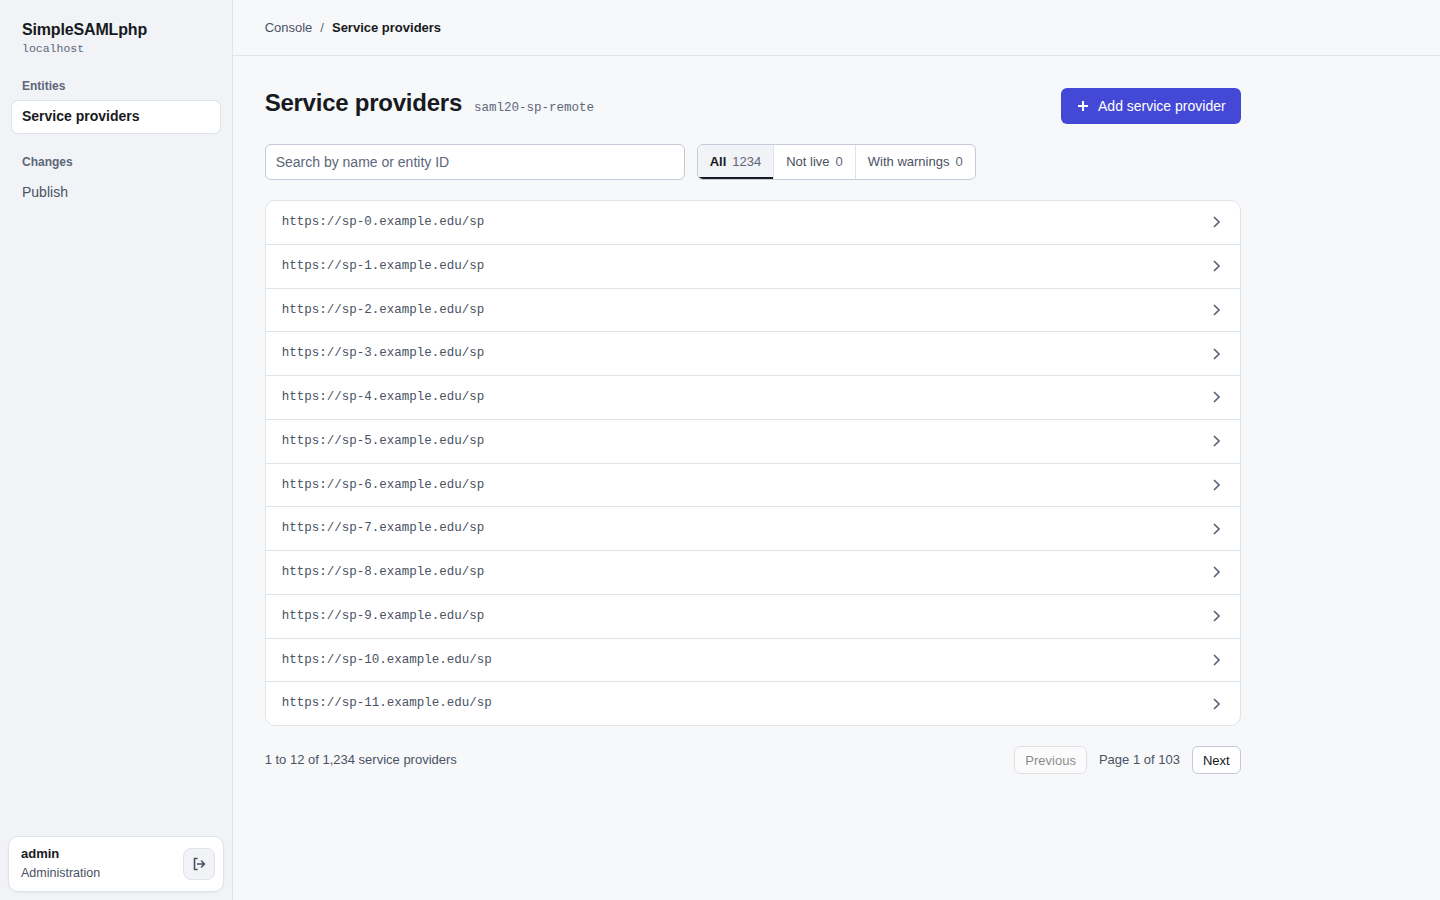 SimpleSAMLphp
localhost
Entities
Service providers
Changes
Publish
admin
Administration
Console / Service providers
Service providers saml20-sp-remote
Add service provider
Search by name or entity ID
All 1234 Not live 0 With warnings 0
https://sp-0.example.edu/sp
https://sp-1.example.edu/sp
https://sp-2.example.edu/sp
https://sp-3.example.edu/sp
https://sp-4.example.edu/sp
https://sp-5.example.edu/sp
https://sp-6.example.edu/sp
https://sp-7.example.edu/sp
https://sp-8.example.edu/sp
https://sp-9.example.edu/sp
https://sp-10.example.edu/sp
https://sp-11.example.edu/sp
1 to 12 of 1,234 service providers
Previous Page 1 of 103 Next